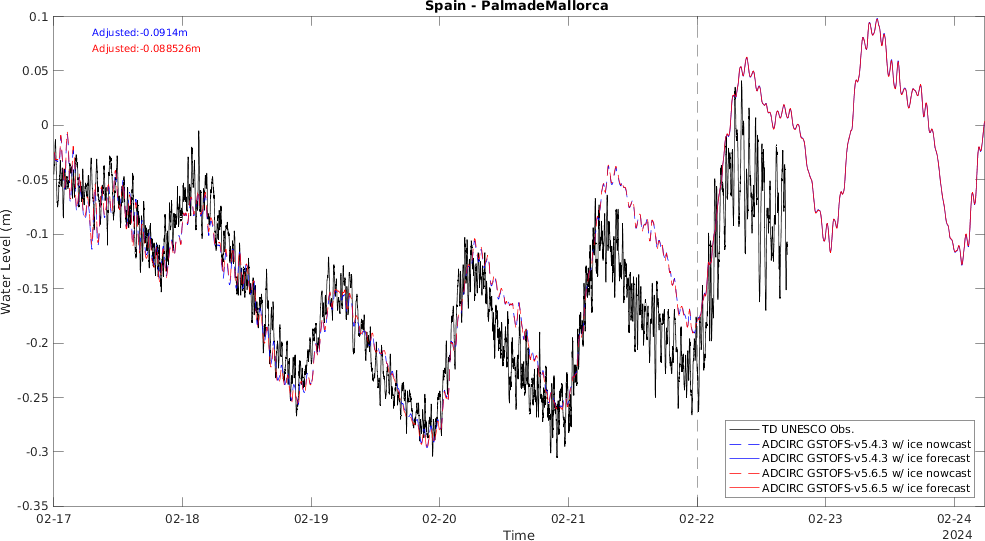 Spain - PalmadeMallorca
Adjusted:-0.0914m
Adjusted:-0.088526m
0.1
0.05
0
-0.05
-0.1
-0.15
-0.2
-0.25
-0.3
-0.35
Water Level (m)
TD UNESCO Obs.
ADCIRC GSTOFS-v5.4.3 w/ ice nowcast
ADCIRC GSTOFS-v5.4.3 w/ ice forecast
ADCIRC GSTOFS-v5.6.5 w/ ice nowcast
ADCIRC GSTOFS-v5.6.5 w/ ice forecast
02-17 02-18 02-19 02-20 02-21 02-22 02-23 02-24
Time
2024